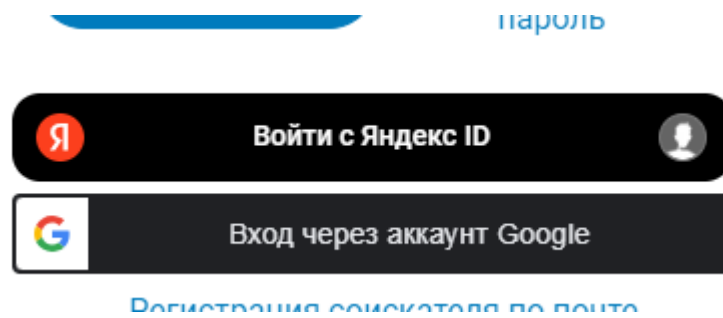 пароль
Я Войти с Яндекс ID
G Вход через аккаунт Google
Регистрация соискателя по почте